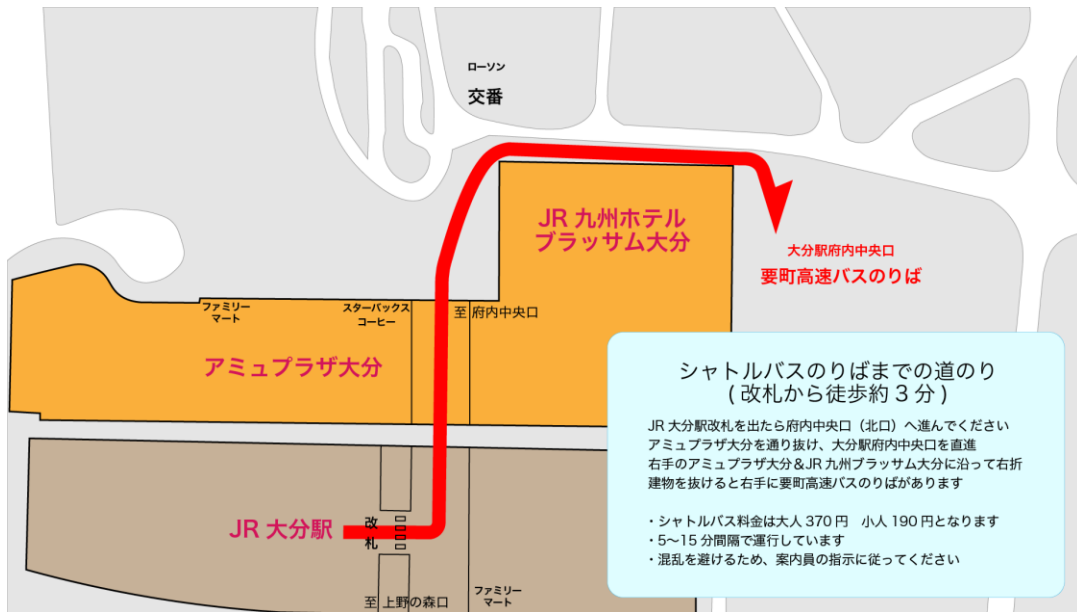 ローソン
交番
JR 九州ホテル
ブラッサム大分
大分駅府内中央口
要町高速バスのりば
ファミリー
マート
スターバックス
コーヒー
至 府内中央口
アミュプラザ大分
シャトルバスのりばまでの道のり
( 改札から徒歩約 3 分 )
JR 大分駅改札を出たら府内中央口（北口）へ進んでください
アミュプラザ大分を通り抜け、大分駅府内中央口を直進
右手のアミュプラザ大分＆JR 九州ブラッサム大分に沿って右折
建物を抜けると右手に要町高速バスのりばがあります
・シャトルバス料金は大人 370 円　小人 190 円となります
・5〜15 分間隔で運行しています
・混乱を避けるため、案内員の指示に従ってください
JR 大分駅
改
札
至 上野の森口
ファミリー
マート